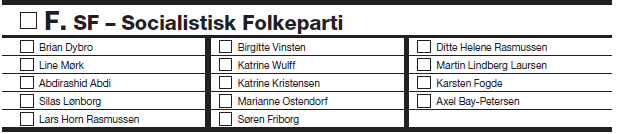 F. SF – Socialistisk Folkeparti
Brian Dybro
Line Mørk
Abdirashid Abdi
Silas Lønborg
Lars Horn Rasmussen
Birgitte Vinsten
Katrine Wulff
Katrine Kristensen
Marianne Ostendorf
Søren Friborg
Ditte Helene Rasmussen
Martin Lindberg Laursen
Karsten Fogde
Axel Bay-Petersen